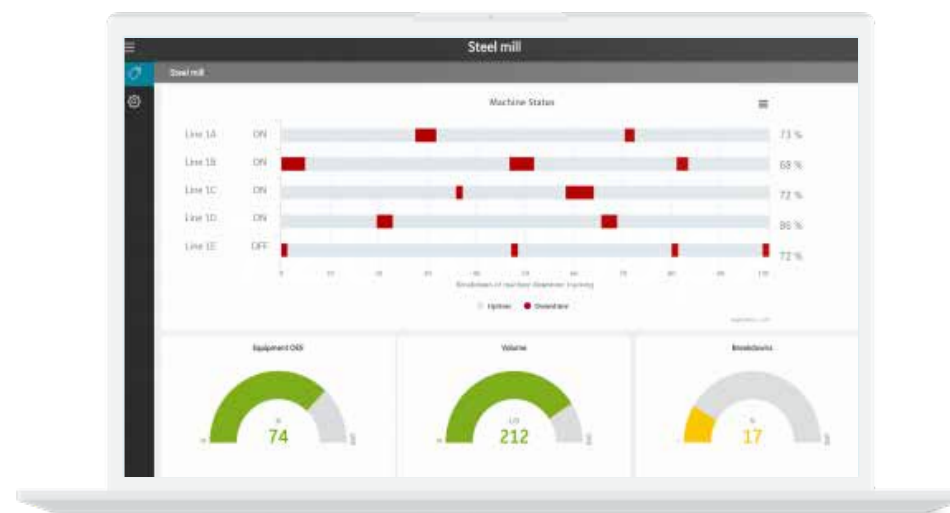 Steel mill
Steel mill
Machine Status
Line 1A ON 73 %
Line 1B ON 68 %
Line 1C ON 72 %
Line 1D ON 86 %
Line 1E OFF 72 %
0 10 20 30 40 50 60 70 80 90 100
Uptime Downtime
Equipment OEE
Volume
Breakdowns
%
74
212
%
17